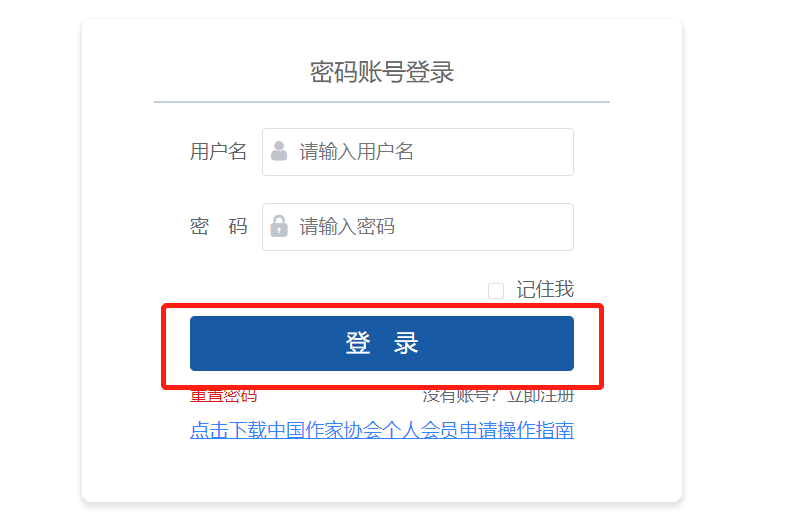 密码账号登录
用户名 请输入用户名
密 码 请输入密码
记住我
登 录
重置密码 没有账号？立即注册
点击下载中国作家协会个人会员申请操作指南